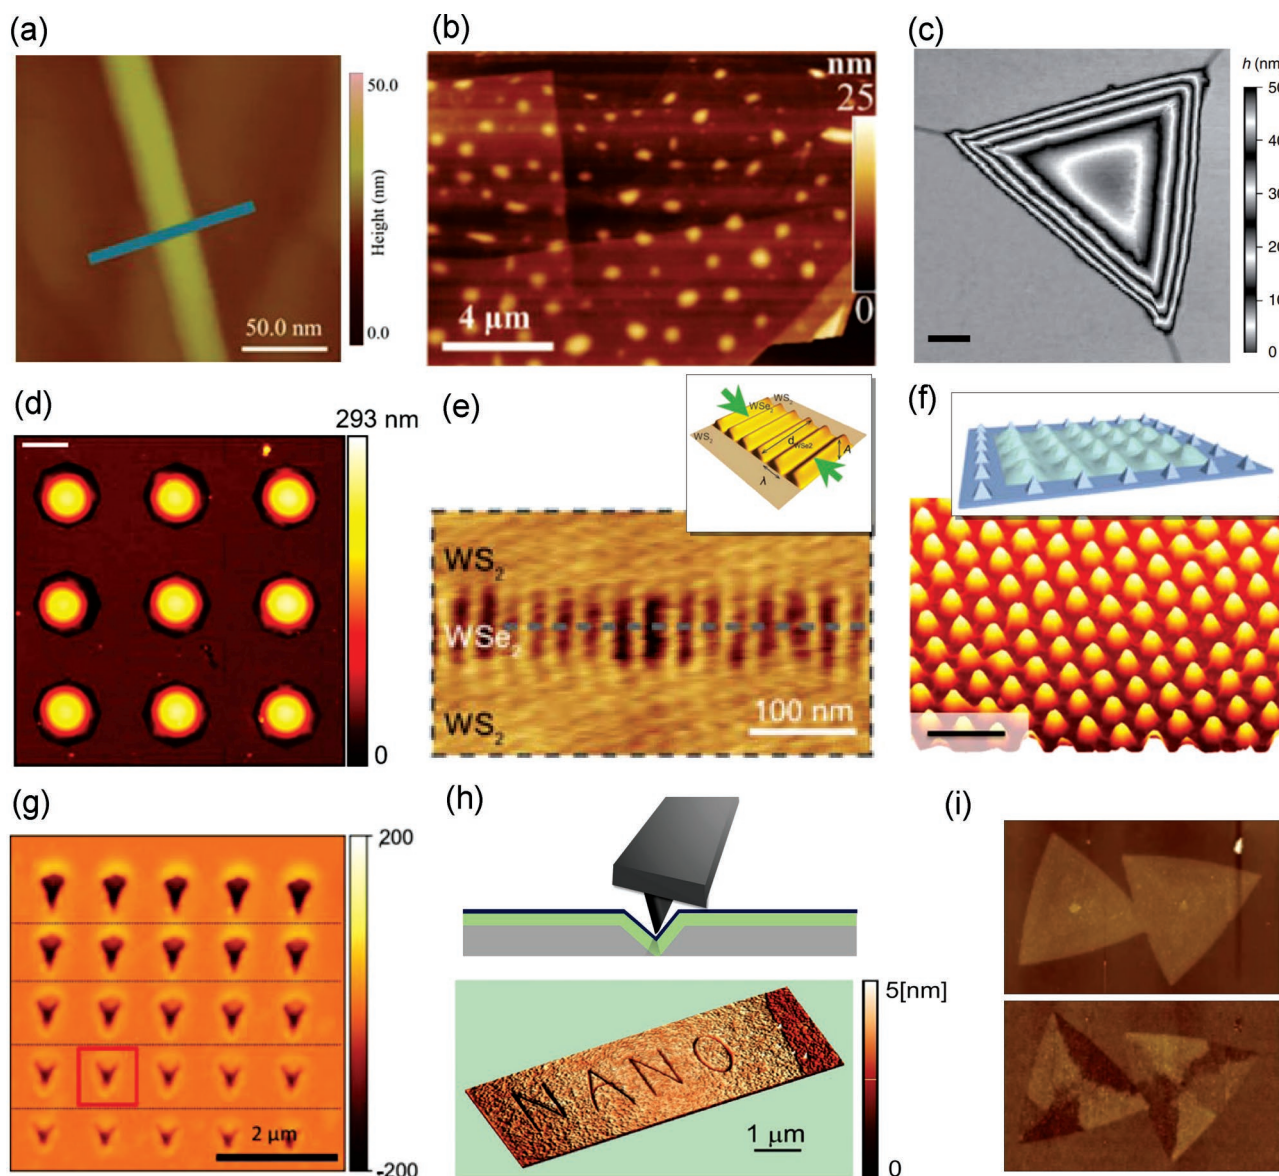 (a)
50.0
Height (nm)
0.0
50.0 nm
(b)
nm
25
0
4 μm
(c)
h (nm
50
40
30
20
10
0
(d)
293 nm
0
(e)
WS₂
WSe₂
WS₂
d_WSe2
A
λ
WS₂
WSe₂
WS₂
100 nm
(f)
(g)
200
-200
2 μm
(h)
5[nm]
0
NANO
1 μm
(i)